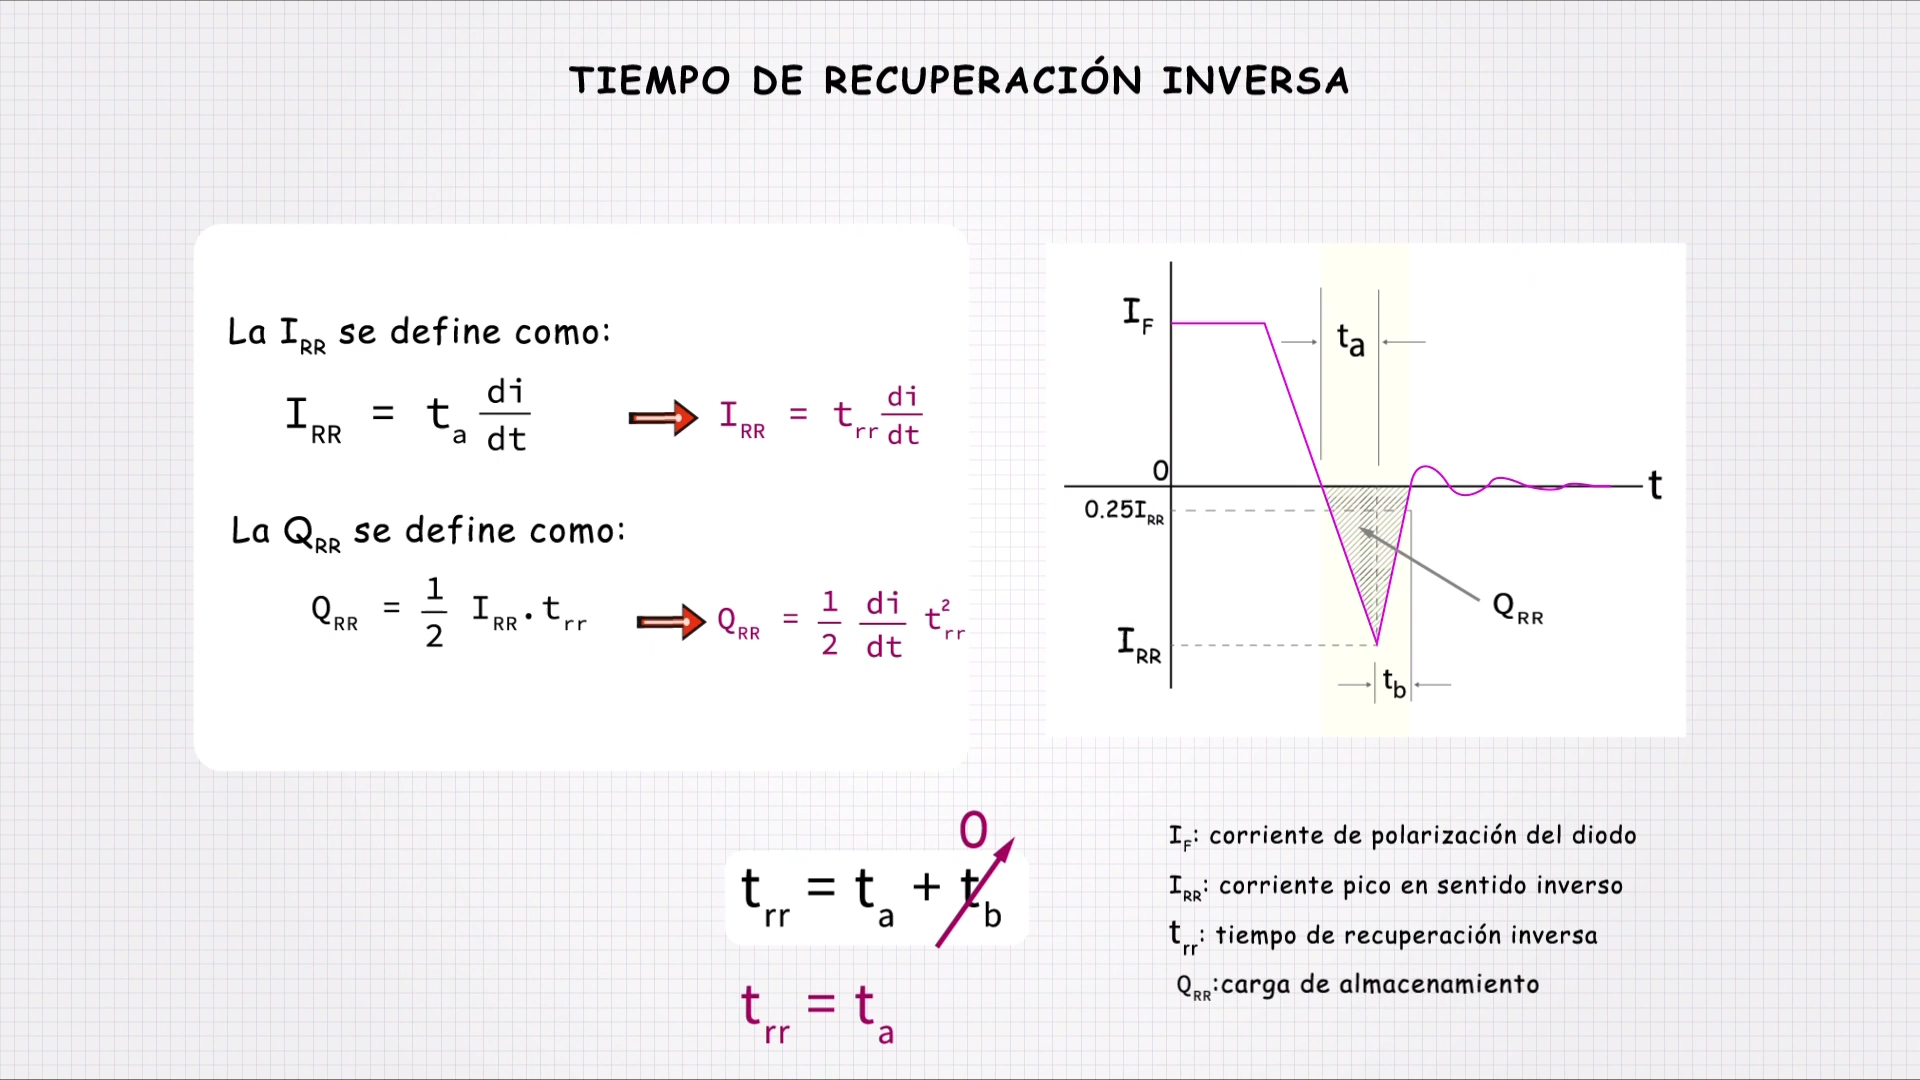 TIEMPO DE RECUPERACIÓN INVERSA
La I_RR se define como:
I_RR = t_a di/dt
I_RR = t_rr di/dt
La Q_RR se define como:
Q_RR = 1/2 I_RR . t_rr
Q_RR = 1/2 di/dt t_rr^2
I_F
t_a
0
t
0.25I_RR
Q_RR
I_RR
t_b
0
t_rr = t_a + t_b
t_rr = t_a
I_F: corriente de polarización del diodo
I_RR: corriente pico en sentido inverso
t_rr: tiempo de recuperación inversa
Q_RR:carga de almacenamiento